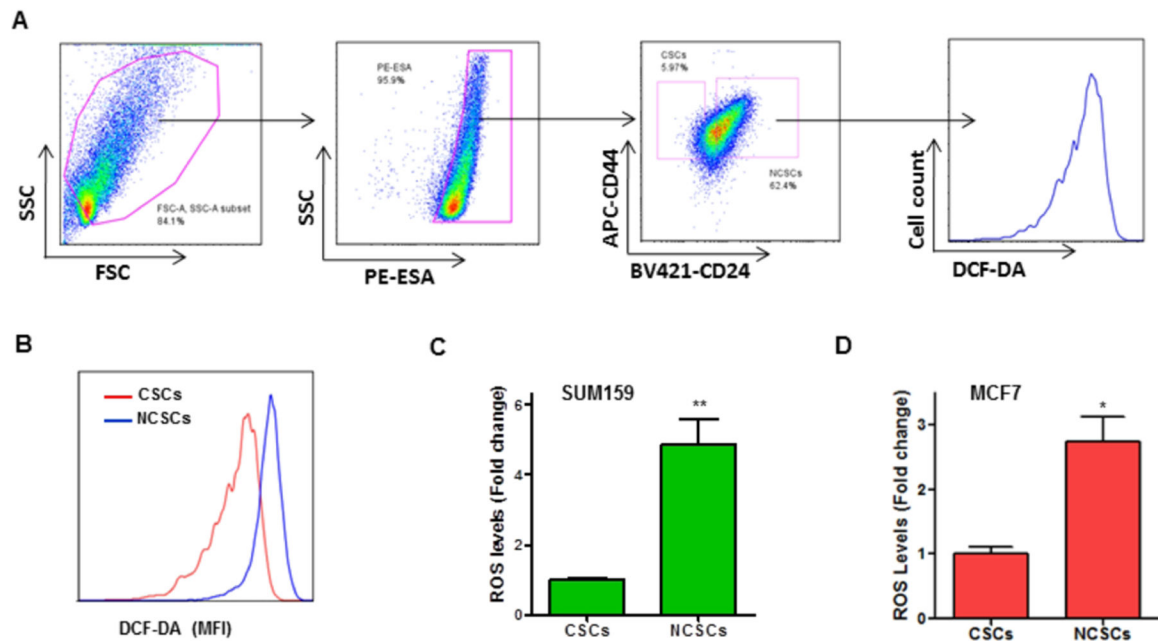 A
SSC
FSC-A, SSC-A subset
84.1%
FSC
SSC
PE-ESA
95.9%
PE-ESA
APC-CD44
CSCs
5.97%
NCSCs
62.4%
BV421-CD24
Cell count
DCF-DA
B
CSCs
NCSCs
DCF-DA (MFI)
C
SUM159
ROS levels (Fold change)
6
4
2
0
**
CSCs
NCSCs
D
MCF7
ROS Levels (Fold change)
3
2
1
0
*
CSCs
NCSCs